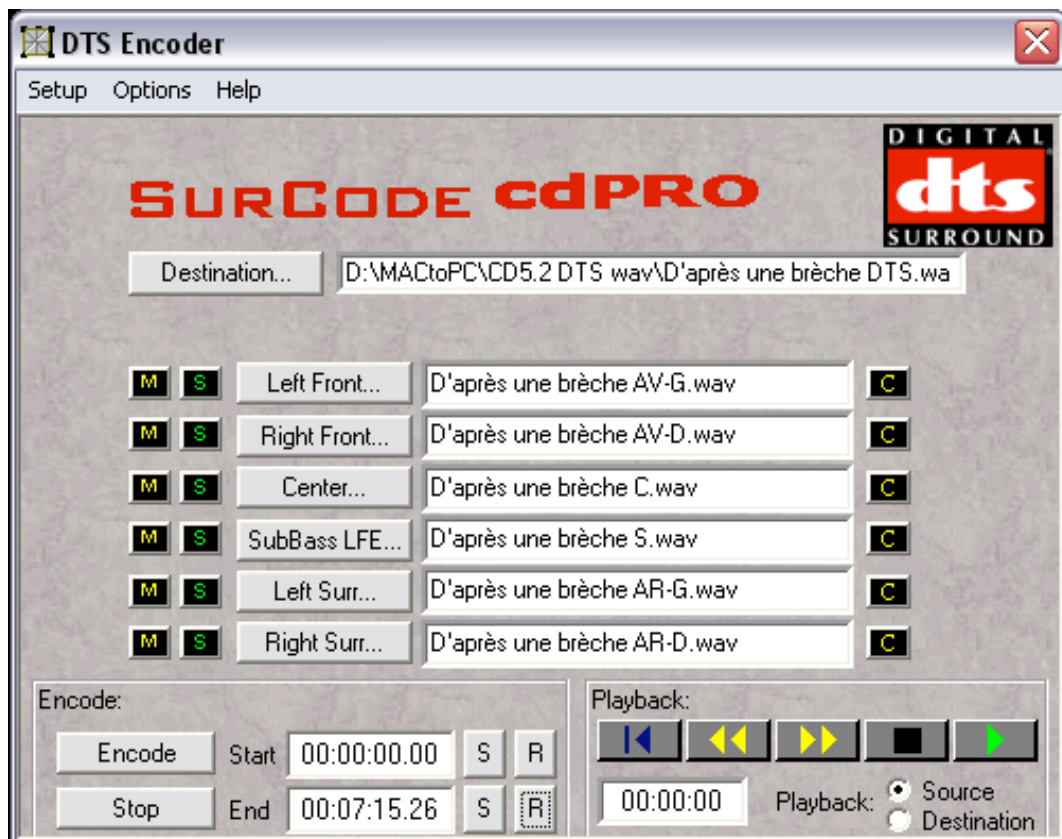 DTS Encoder
Setup Options Help
DIGITAL
dts
SURROUND
SURCODE cdPRO
Destination... D:\MACtoPC\CD5.2 DTS wav\D'après une brèche DTS.wa
M S Left Front... D'après une brèche AV-G.wav C
M S Right Front... D'après une brèche AV-D.wav C
M S Center... D'après une brèche C.wav C
M S SubBass LFE... D'après une brèche S.wav C
M S Left Surr... D'après une brèche AR-G.wav C
M S Right Surr... D'après une brèche AR-D.wav C
Encode:
Encode Start 00:00:00.00 S R
Stop End 00:07:15.26 S R
Playback:
00:00:00 Playback: Source
Destination